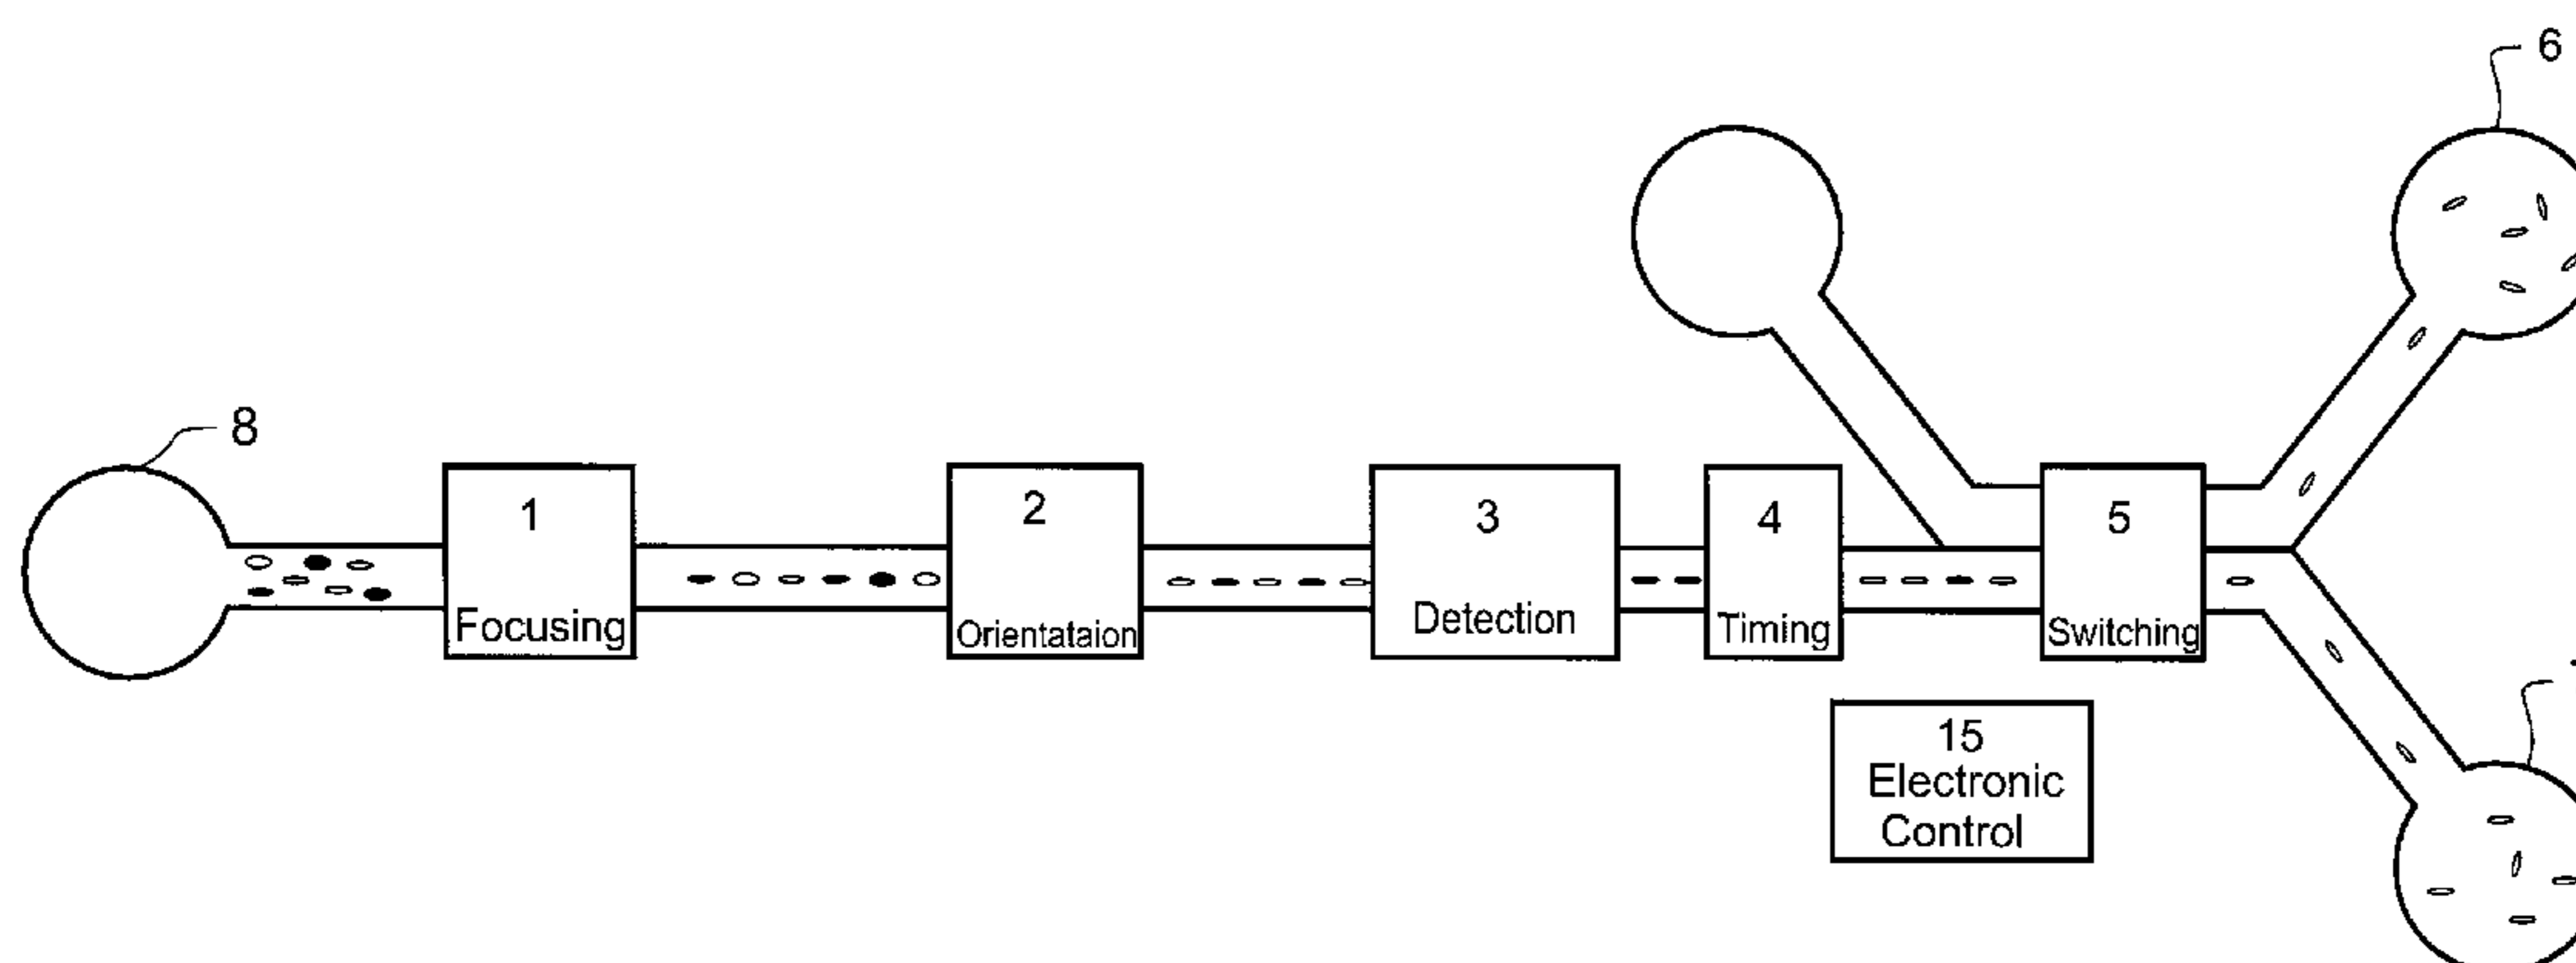 6
8
1
Focusing
2
Orientataion
3
Detection
4
Timing
5
Switching
15
Electronic
Control